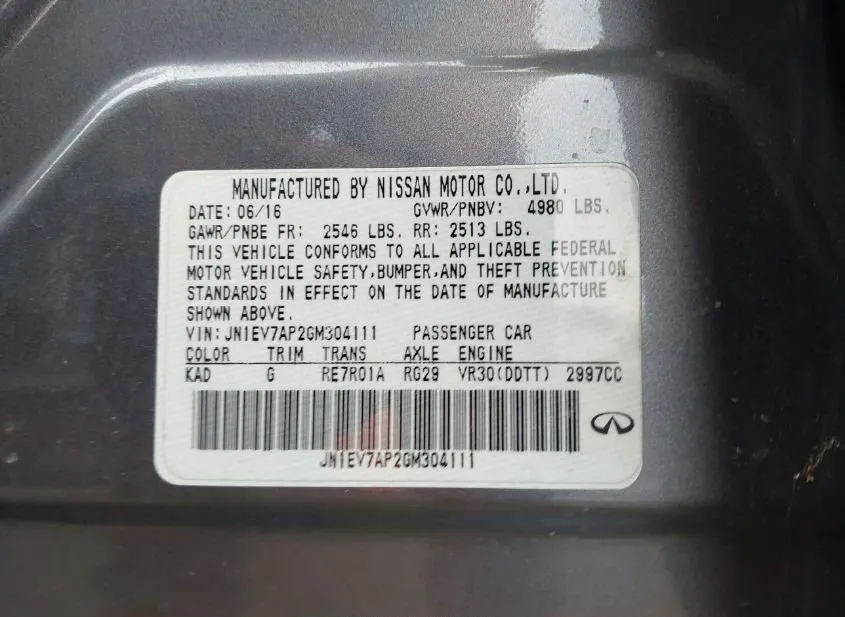 MANUFACTURED BY NISSAN MOTOR CO.,LTD.
DATE: 06/16 GVWR/PNBV: 4980 LBS.
GAWR/PNBE FR: 2546 LBS. RR: 2513 LBS.
THIS VEHICLE CONFORMS TO ALL APPLICABLE FEDERAL
MOTOR VEHICLE SAFETY,BUMPER,AND THEFT PREVENTION
STANDARDS IN EFFECT ON THE DATE OF MANUFACTURE
SHOWN ABOVE.
VIN:JN1EV7AP2GM304111 PASSENGER CAR
COLOR TRIM TRANS AXLE ENGINE
KAD G RE7R01A RG29 VR30(DDTT) 2997CC
JN1EV7AP2GM304111